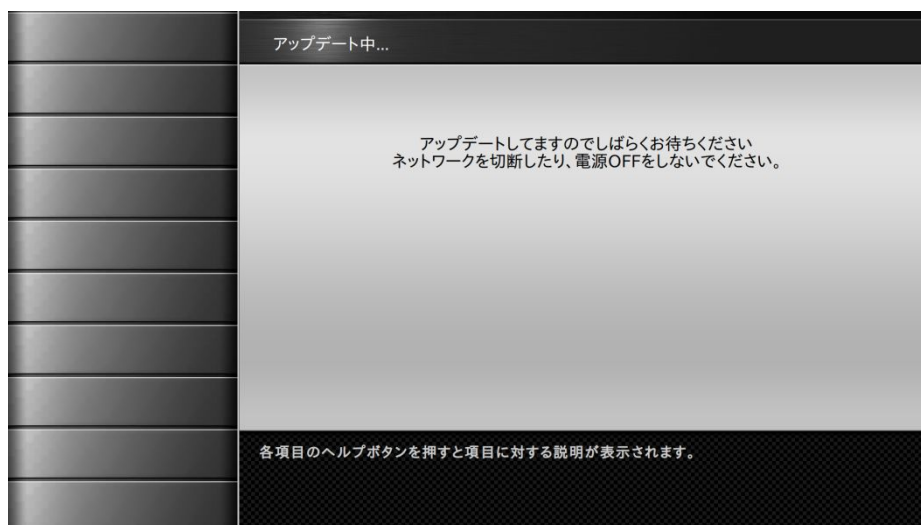 アップデート中...
アップデートしてますのでしばらくお待ちください
ネットワークを切断したり、電源OFFをしないでください。
各項目のヘルプボタンを押すと項目に対する説明が表示されます。